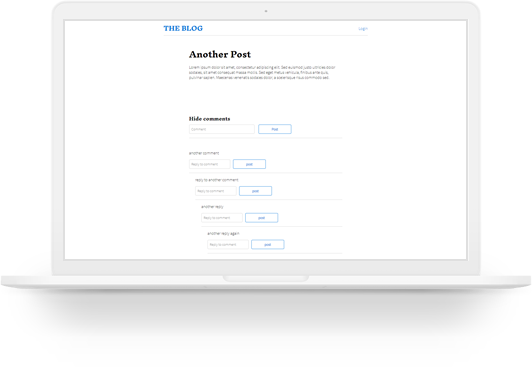 THE BLOG
Login
Another Post
Lorem ipsum dolor sit amet, consectetur adipiscing elit. Sed euismod justo ultricies nisl,
sodales sit amet consequat massa mollis. Sed eget metus vehicula, finibus ante quis,
pulvinar sapien. Maecenas venenatis sodales dolor, a scelerisque risus commodo sed.
Hide comments
Comment
Post
another comment
Reply to comment
post
reply to another comment
Reply to comment
post
another reply
Reply to comment
post
another reply again
Reply to comment
post